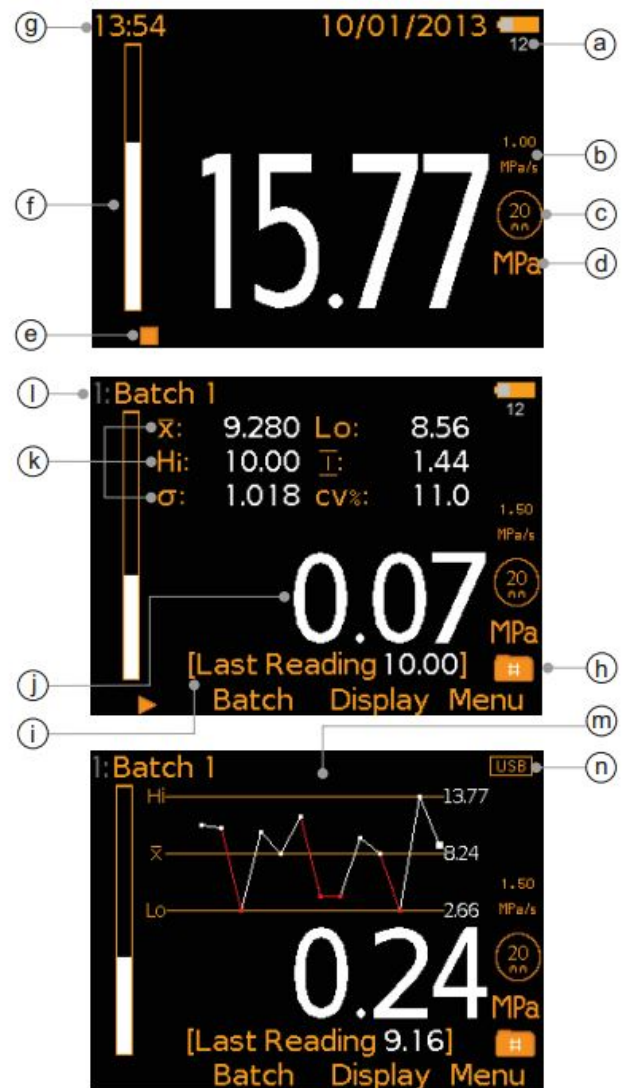 g 13:54 10/01/2013
12 a
1.00 b
MPa/s
15.77
f 20 c
mm
MPa d
e
l 1:Batch 1
12
x̅: 9.280 Lo: 8.56
k Hi: 10.00 ⌶: 1.44
σ: 1.018 cv%: 11.0
1.50
MPa/s
0.07
20
mm
MPa
j [Last Reading 10.00] # h
i Batch Display Menu
m
1:Batch 1 USB n
Hi 13.77
x̅ 8.24
1.50
Lo 2.66 MPa/s
0.24
20
mm
MPa
[Last Reading 9.16] #
Batch Display Menu